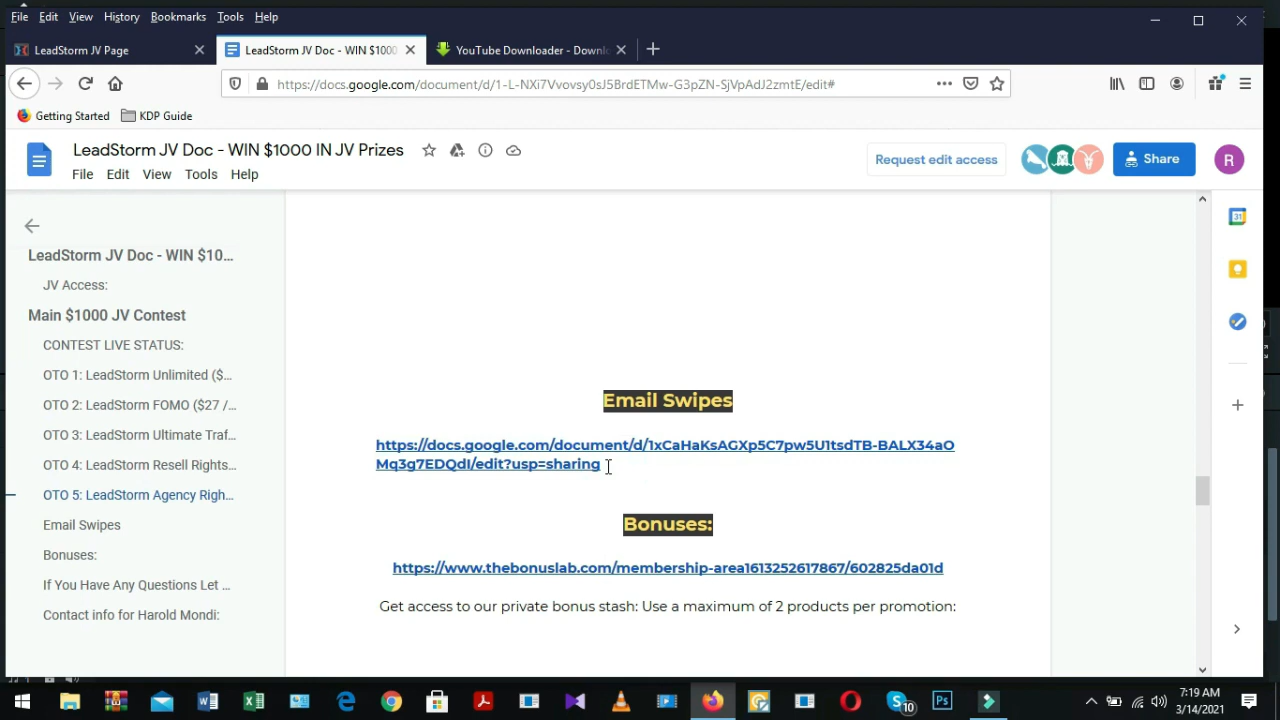 File Edit View History Bookmarks Tools Help
LeadStorm JV Page
LeadStorm JV Doc - WIN $1000
YouTube Downloader - Downl
https://docs.google.com/document/d/1-L-NXi7Vvovsy0sJ5BrdETMw-G3pZN-SjVpAdJ2zmtE/edit#
Getting Started
KDP Guide
LeadStorm JV Doc - WIN $1000 IN JV Prizes
File Edit View Tools Help
Request edit access
Share
R
LeadStorm JV Doc - WIN $10...
JV Access:
Main $1000 JV Contest
CONTEST LIVE STATUS:
OTO 1: LeadStorm Unlimited ($...
OTO 2: LeadStorm FOMO ($27 /...
OTO 3: LeadStorm Ultimate Traf...
OTO 4: LeadStorm Resell Rights...
OTO 5: LeadStorm Agency Righ...
Email Swipes
Bonuses:
If You Have Any Questions Let ...
Contact info for Harold Mondi:
Email Swipes
https://docs.google.com/document/d/1xCaHaKsAGXp5C7pw5U1tsdTB-BALX34aO
Mq3g7EDQdI/edit?usp=sharing
Bonuses:
https://www.thebonuslab.com/membership-area1613252617867/602825da01d
Get access to our private bonus stash: Use a maximum of 2 products per promotion:
10
7:19 AM
3/14/2021